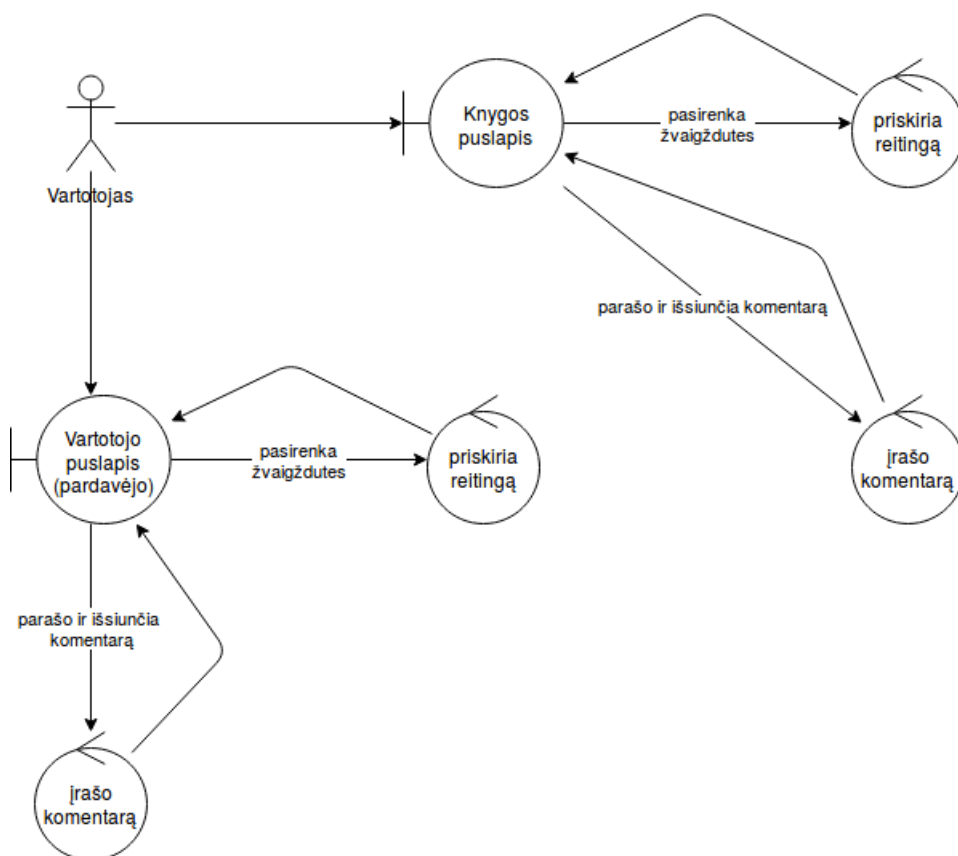 Vartotojas
Knygos
puslapis
pasirenka
žvaigždutes
priskiria
reitingą
parašo ir išsiunčia komentarą
įrašo
komentarą
Vartotojo
puslapis
(pardavėjo)
pasirenka
žvaigždutes
priskiria
reitingą
parašo ir išsiunčia
komentarą
įrašo
komentarą